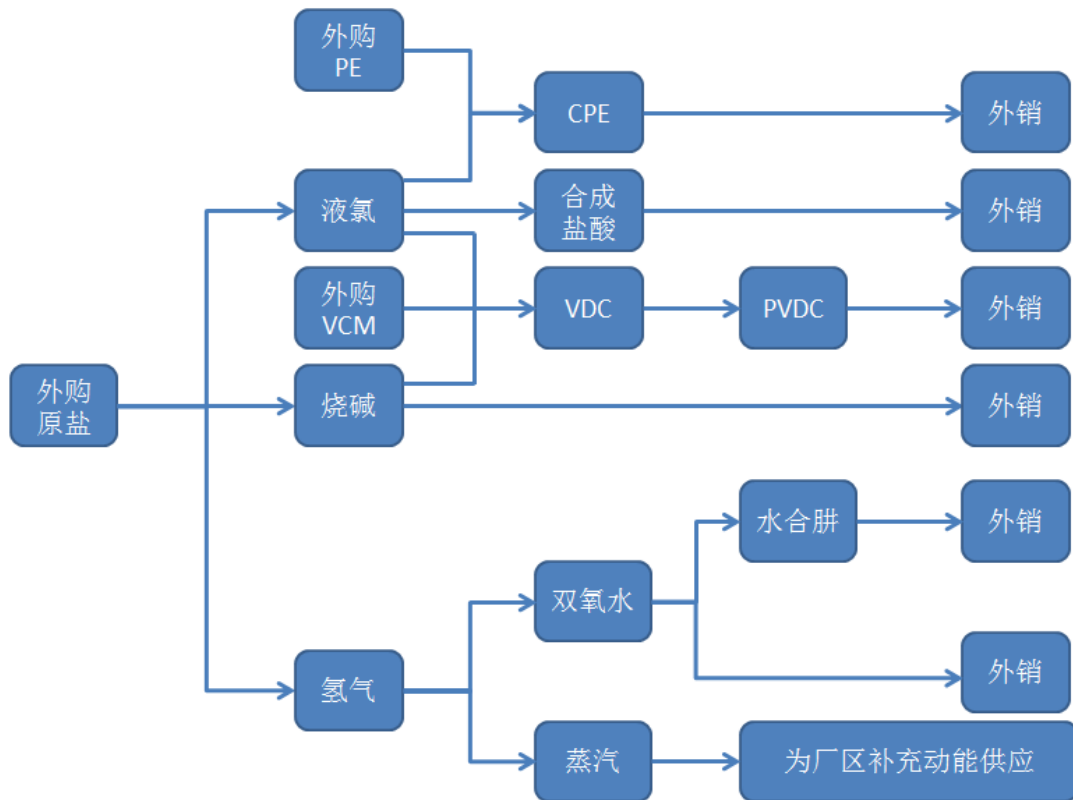 外购
PE
CPE
外销
液氯
合成
盐酸
外销
外购
VCM
VDC
PVDC
外销
外购
原盐
烧碱
外销
水合肼
外销
双氧水
外销
氢气
蒸汽
为厂区补充动能供应